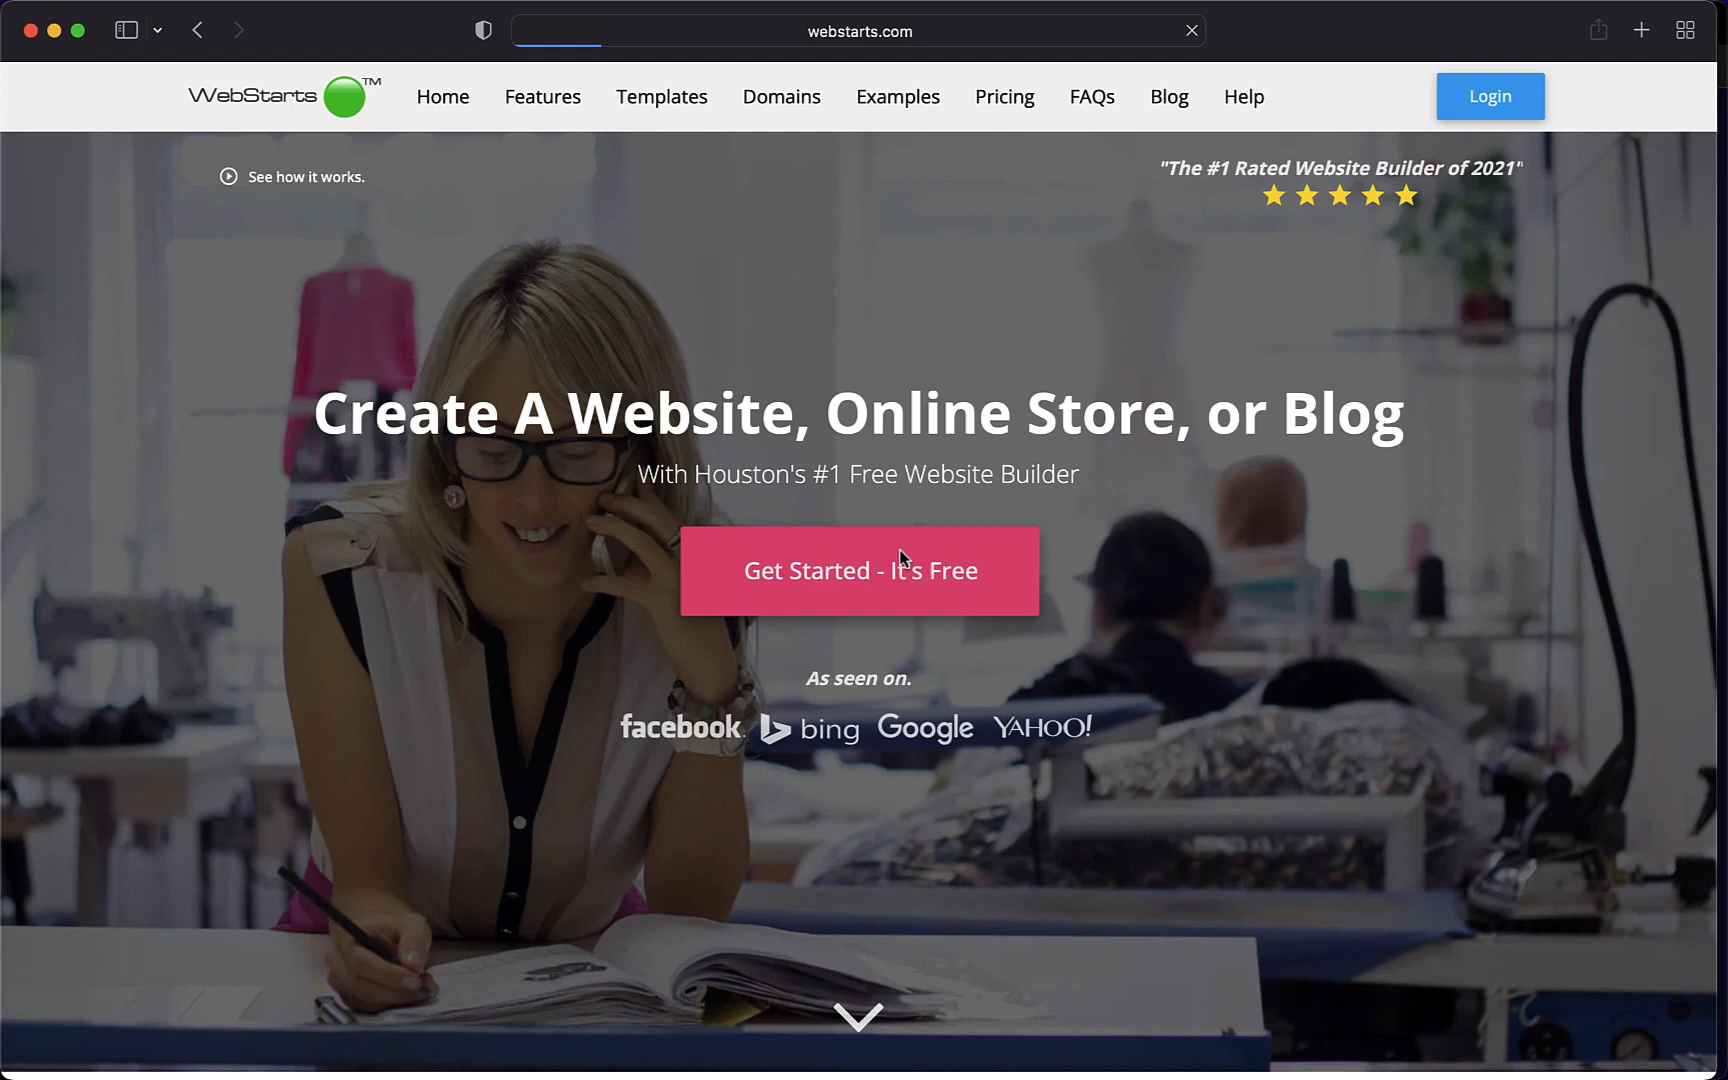 webstarts.com
WebStarts TM
Home Features Templates Domains Examples Pricing FAQs Blog Help
Login
See how it works.
"The #1 Rated Website Builder of 2021"
Create A Website, Online Store, or Blog
With Houston's #1 Free Website Builder
Get Started - It's Free
As seen on.
facebook. bing Google YAHOO!